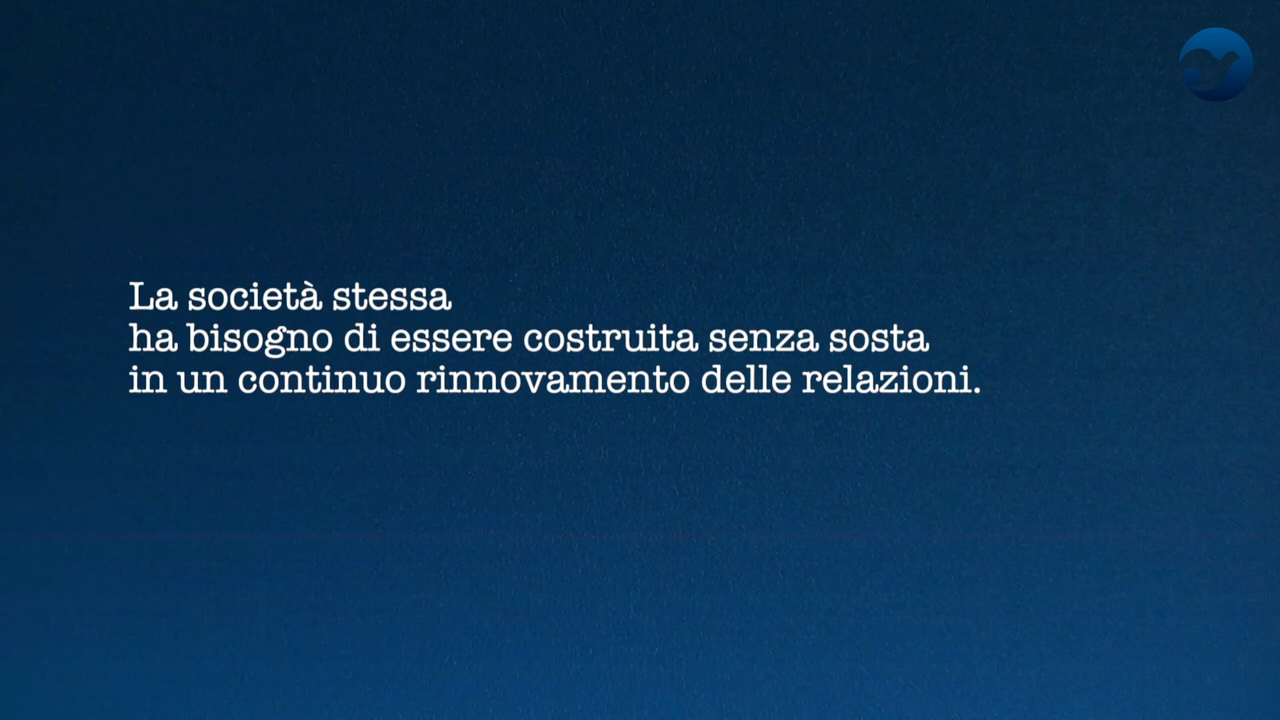 La società stessa
ha bisogno di essere costruita senza sosta
in un continuo rinnovamento delle relazioni.